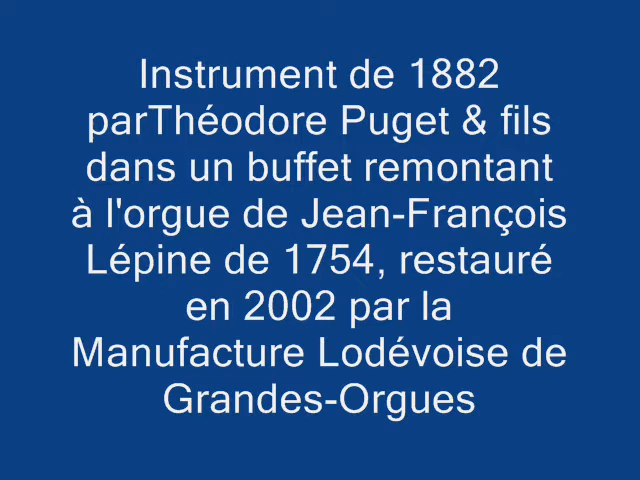 Instrument de 1882
parThéodore Puget & fils
dans un buffet remontant
à l'orgue de Jean-François
Lépine de 1754, restauré
en 2002 par la
Manufacture Lodévoise de
Grandes-Orgues